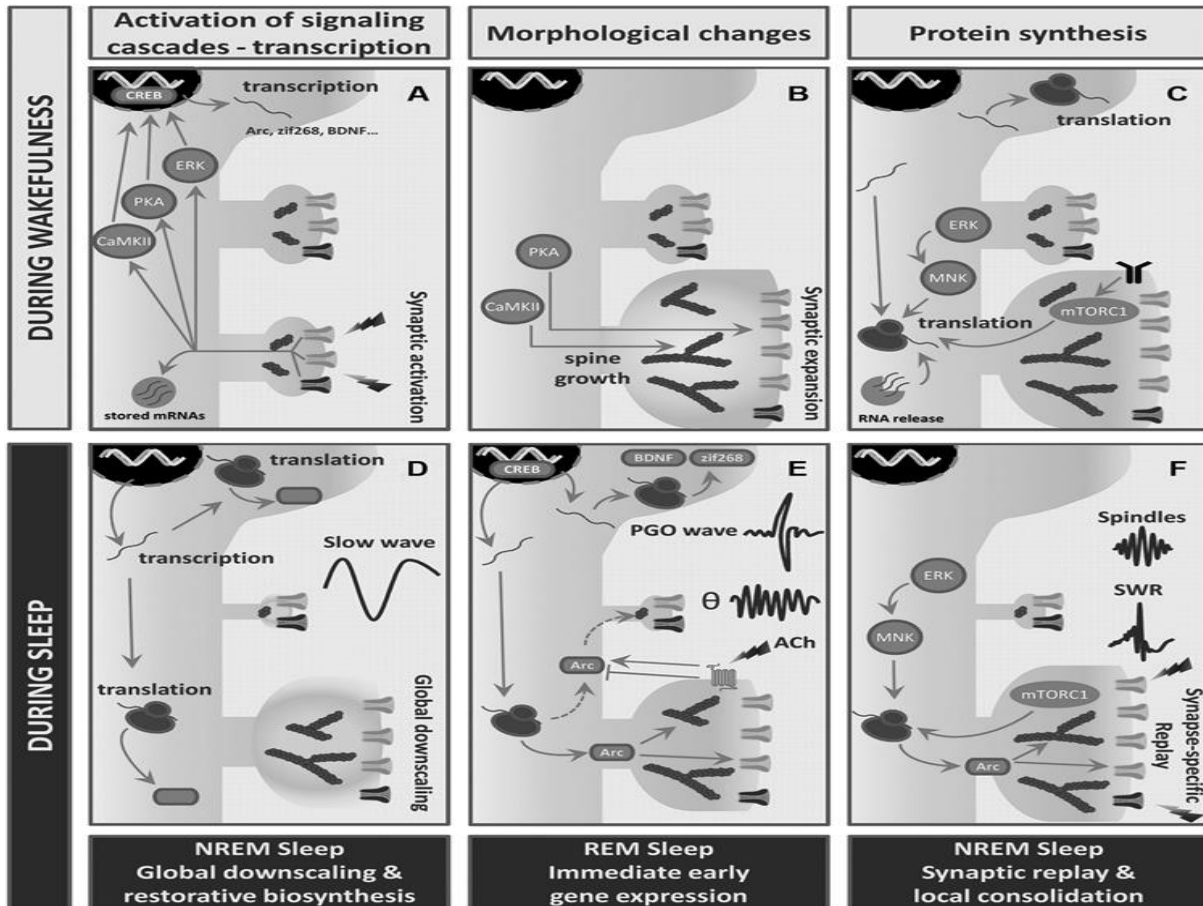 Activation of signaling
cascades - transcription
Morphological changes
Protein synthesis
DURING WAKEFULNESS
CREB
transcription
A
Arc, zif268, BDNF...
ERK
PKA
CaMKII
Synaptic activation
stored mRNAs
B
PKA
CaMKII
spine
growth
Synaptic expansion
C
translation
ERK
MNK
mTORC1
translation
RNA release
DURING SLEEP
translation
D
transcription
Slow wave
translation
Global downscaling
CREB
BDNF
zif268
E
PGO wave
Θ
ACh
Arc
Arc
F
Spindles
ERK
SWR
MNK
mTORC1
Arc
Synapse-specific
Replay
NREM Sleep
Global downscaling &
restorative biosynthesis
REM Sleep
Immediate early
gene expression
NREM Sleep
Synaptic replay &
local consolidation